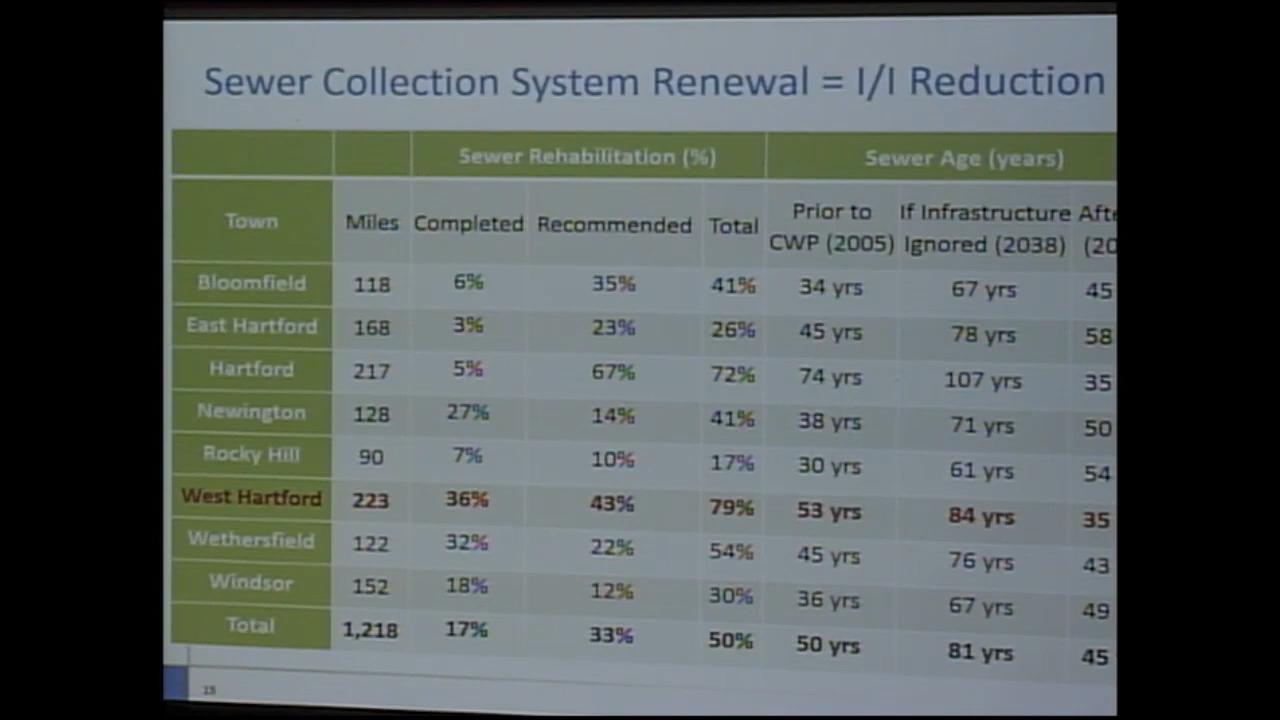 Sewer Collection System Renewal = I/I Reduction
Sewer Rehabilitation (%) Sewer Age (years)
Town Miles Completed Recommended Total Prior to CWP (2005) If Infrastructure Ignored (2038) Afte (20
Bloomfield 118 6% 35% 41% 34 yrs 67 yrs 45
East Hartford 168 3% 23% 26% 45 yrs 78 yrs 58
Hartford 217 5% 67% 72% 74 yrs 107 yrs 35
Newington 128 27% 14% 41% 38 yrs 71 yrs 50
Rocky Hill 90 7% 10% 17% 30 yrs 61 yrs 54
West Hartford 223 36% 43% 79% 53 yrs 84 yrs 35
Wethersfield 122 32% 22% 54% 45 yrs 76 yrs 43
Windsor 152 18% 12% 30% 36 yrs 67 yrs 49
Total 1,218 17% 33% 50% 50 yrs 81 yrs 45